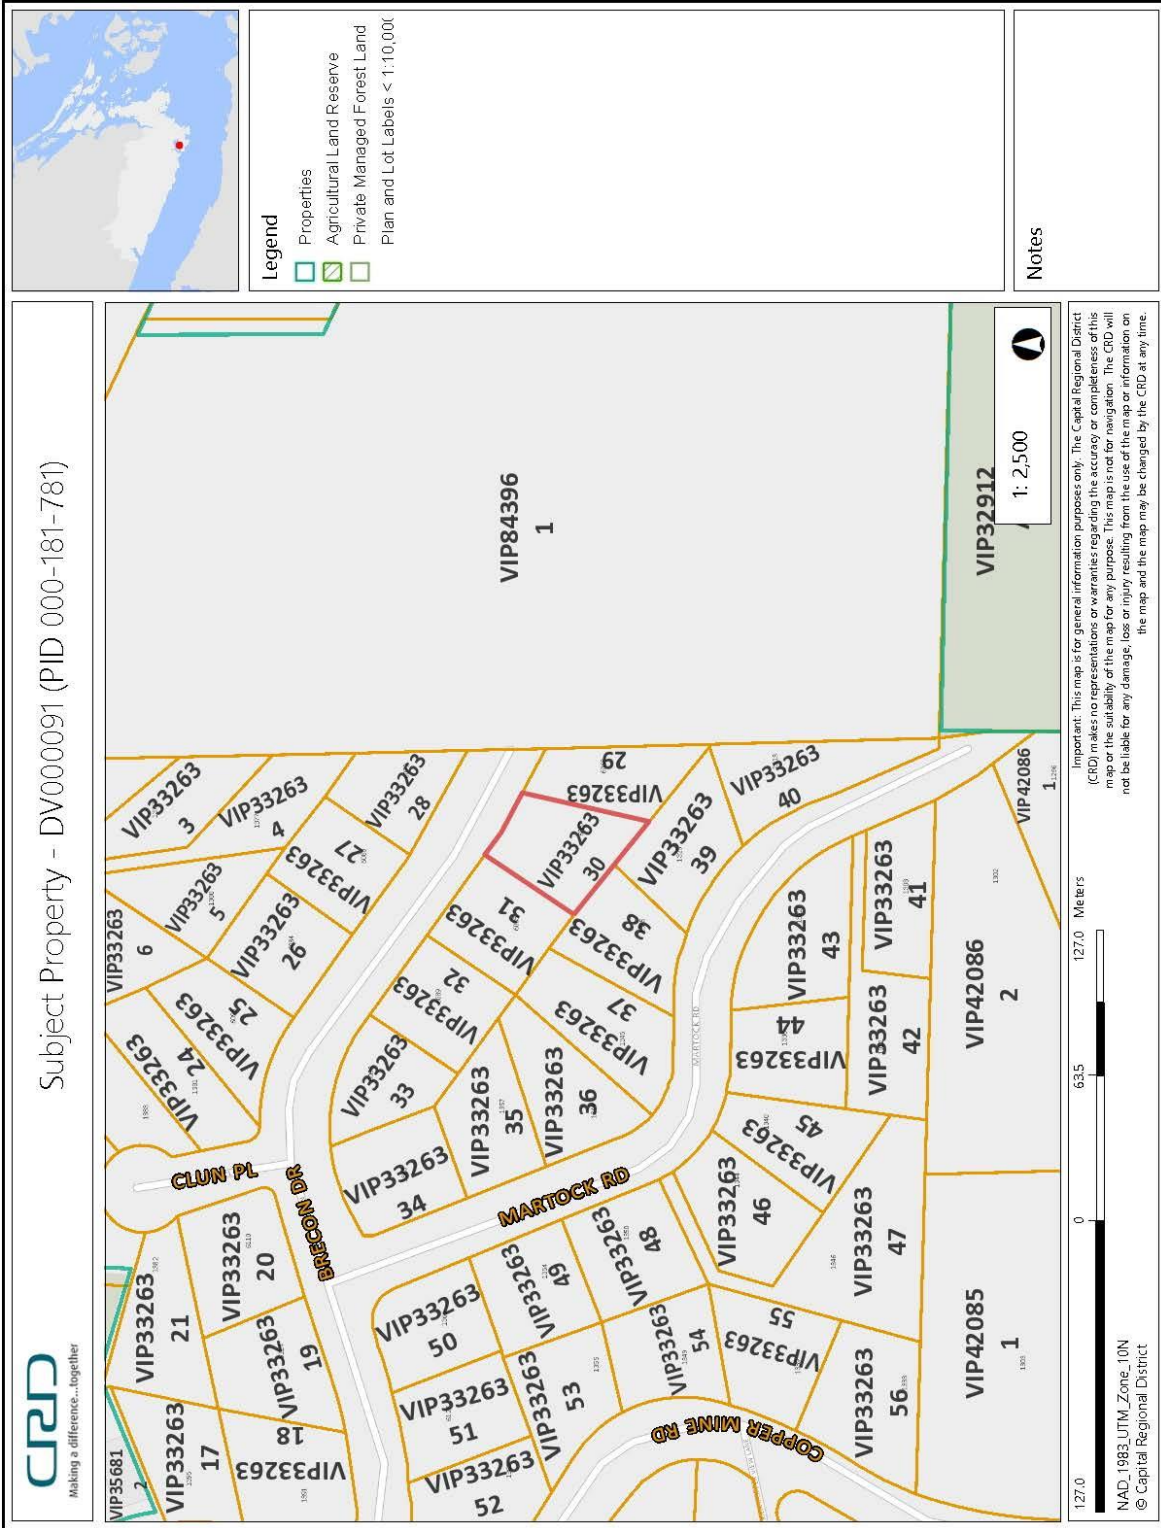 CRD
Making a difference...together
Subject Property - DV000091 (PID 000-181-781)
Legend
Properties
Agricultural Land Reserve
Private Managed Forest Land
Plan and Lot Labels < 1:10,00(
Notes
VIP35681
2
VIP33263
17
VIP33263
18
VIP33263
19
VIP33263
20
VIP33263
21
CLUN PL
BRECON DR
VIP33263
24
VIP33263
25
VIP33263
26
VIP33263
27
VIP33263
28
VIP33263
6
VIP33263
5
VIP33263
4
VIP33263
3
VIP84396
1
VIP33263
29
VIP33263
30
VIP33263
31
VIP33263
32
VIP33263
33
VIP33263
34
VIP33263
35
VIP33263
36
VIP33263
37
VIP33263
38
VIP33263
39
VIP33263
40
MARTOCK RD
MARTOCK RD
VIP33263
41
VIP33263
42
VIP33263
43
VIP33263
44
VIP33263
45
VIP33263
46
VIP33263
47
VIP33263
48
VIP33263
49
VIP33263
50
VIP33263
51
VIP33263
52
VIP33263
53
VIP33263
54
VIP33263
55
VIP33263
56
COPPER MINE RD
VIP42085
1
VIP42086
2
VIP42086
1
VIP32912
1: 2,500
127.0
0
63.5
127.0 Meters
NAD_1983_UTM_Zone_10N
© Capital Regional District
Important: This map is for general information purposes only. The Capital Regional District
(CRD) makes no representations or warranties regarding the accuracy or completeness of this
map or the suitability of the map for any purpose. This map is not for navigation. The CRD will
not be liable for any damage, loss or injury resulting from the use of the map or information on
the map and the map may be changed by the CRD at any time.